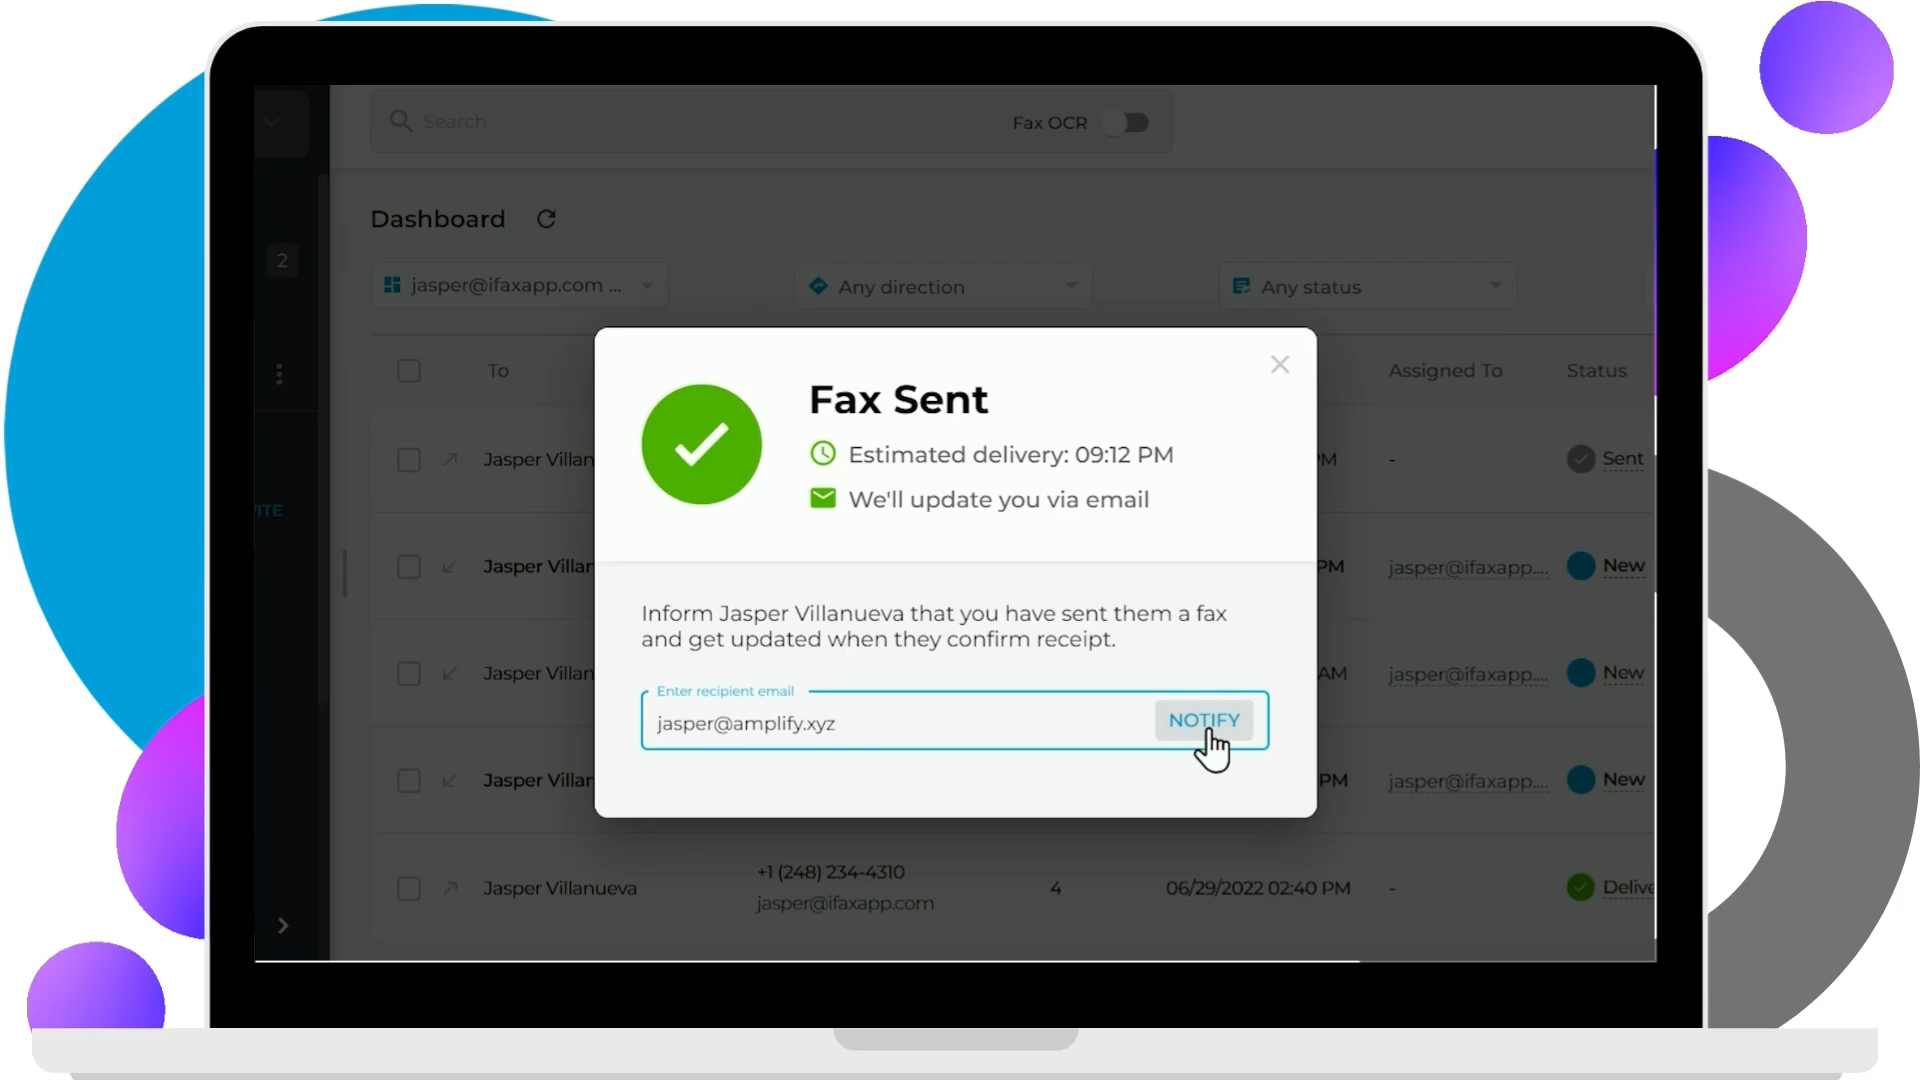 Search
Fax OCR
Dashboard
2
jasper@ifaxapp.com ...
Any direction
Any status
To
Assigned To
Status
Fax Sent
Estimated delivery: 09:12 PM
We'll update you via email
Jasper Villan
PM
-
Sent
ITE
Jasper Villan
PM
jasper@ifaxapp....
New
Inform Jasper Villanueva that you have sent them a fax
and get updated when they confirm receipt.
Jasper Villan
AM
jasper@ifaxapp....
New
Enter recipient email
jasper@amplify.xyz
NOTIFY
Jasper Villan
PM
jasper@ifaxapp....
New
Jasper Villanueva
+1 (248) 234-4310
jasper@ifaxapp.com
4
06/29/2022 02:40 PM
-
Delive